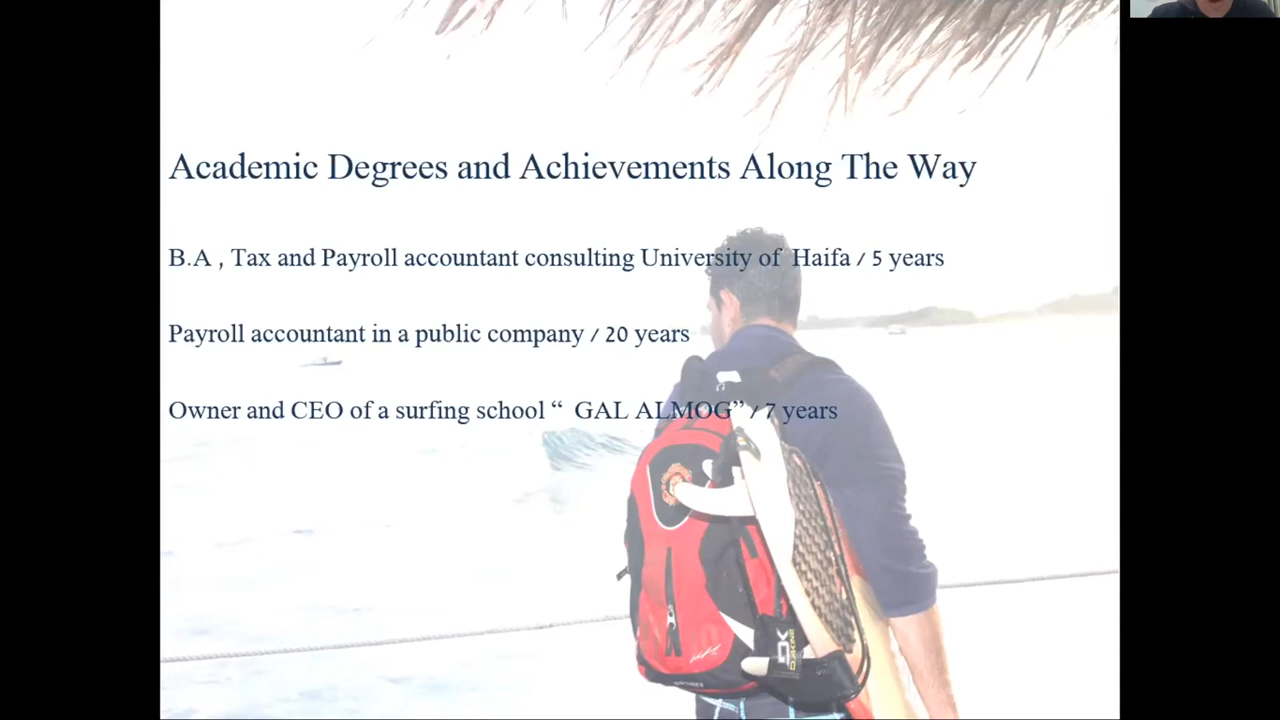 Academic Degrees and Achievements Along The Way
B.A , Tax and Payroll accountant consulting University of Haifa / 5 years
Payroll accountant in a public company / 20 years
Owner and CEO of a surfing school “ GAL ALMOG” / 7 years
DAKINE